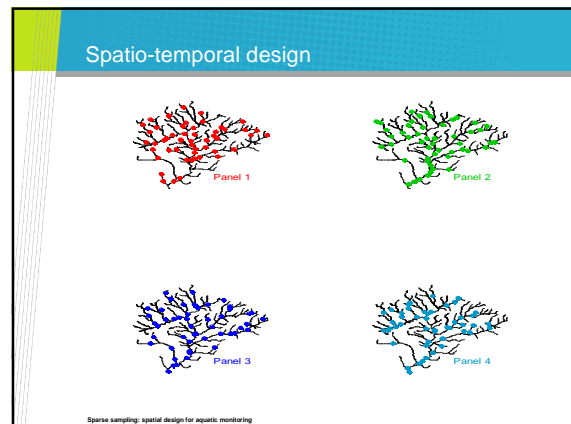 Spatio-temporal design
Panel 1
Panel 2
Panel 3
Panel 4
Sparse sampling: spatial design for aquatic monitoring